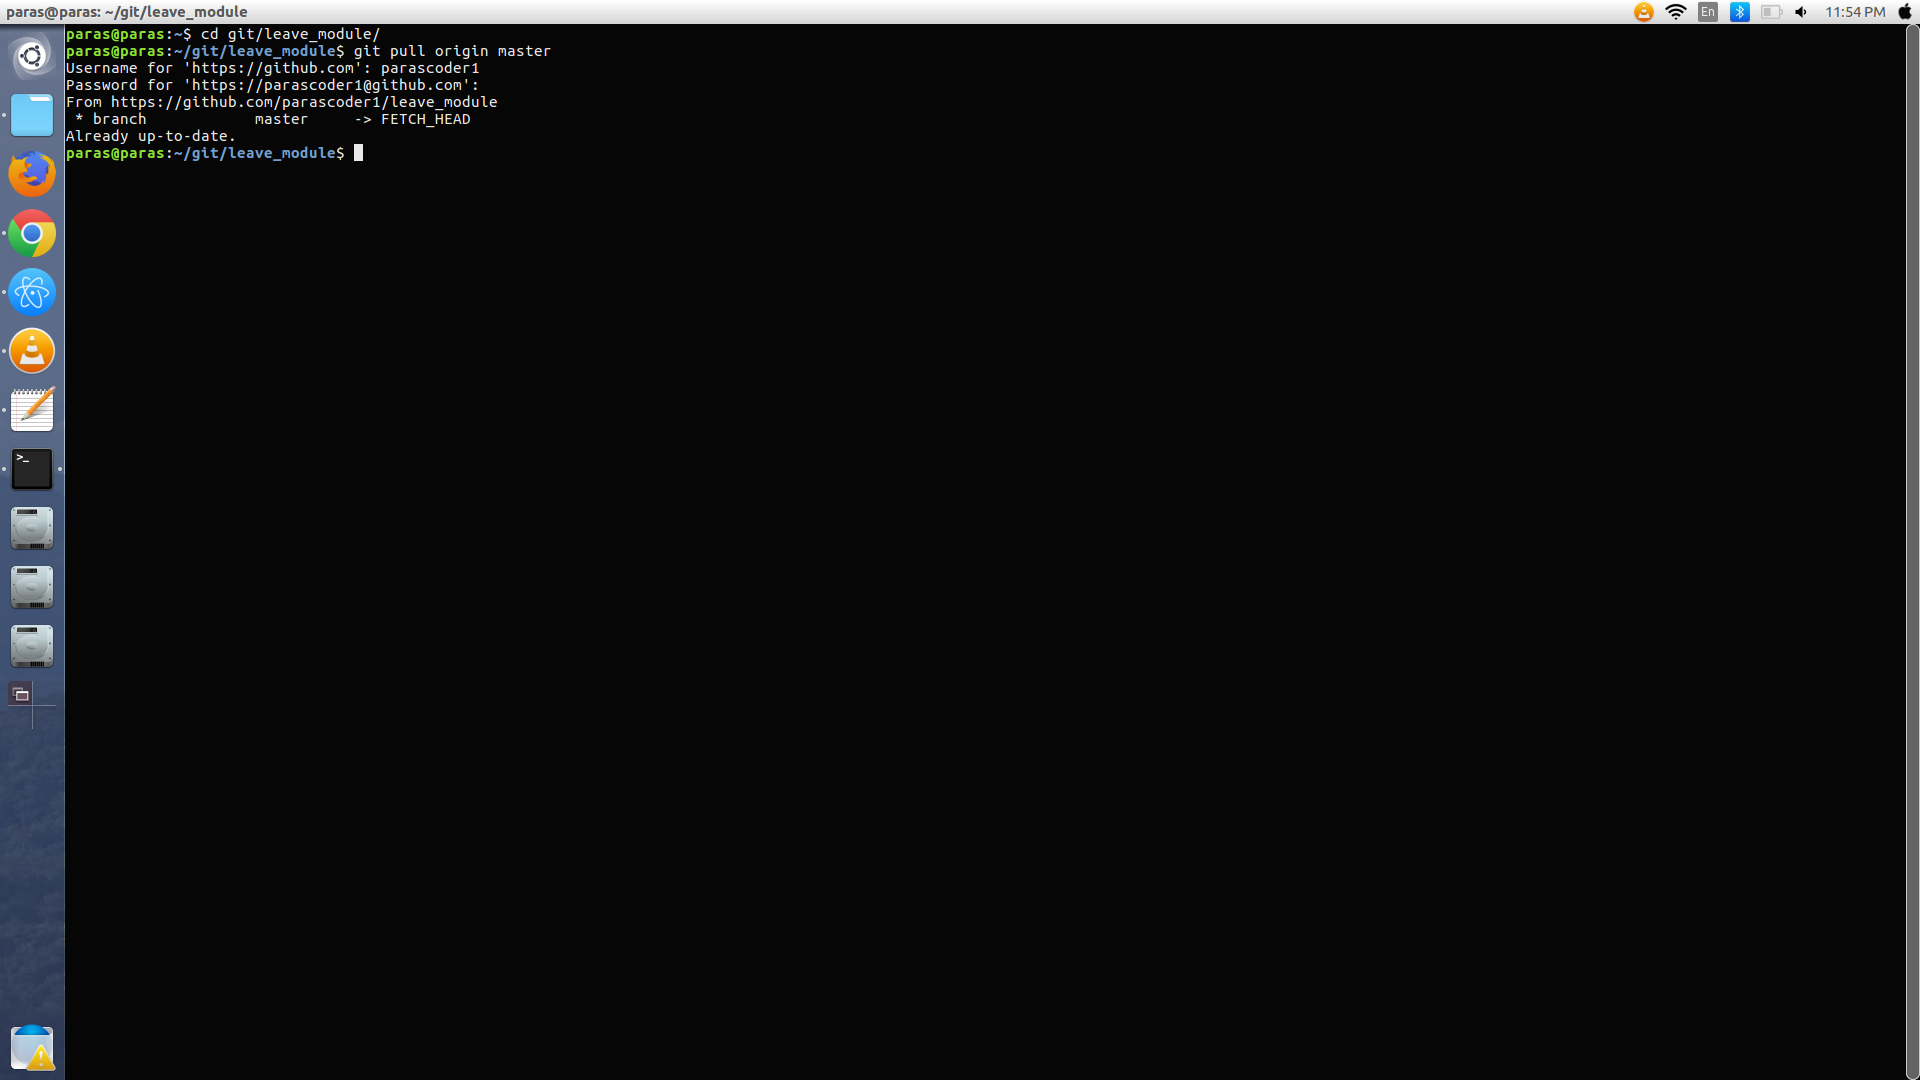 paras@paras: ~/git/leave_module
En
11:54 PM
paras@paras:~$ cd git/leave_module/
paras@paras:~/git/leave_module$ git pull origin master
Username for 'https://github.com': parascoder1
Password for 'https://parascoder1@github.com':
From https://github.com/parascoder1/leave_module
 * branch            master     -> FETCH_HEAD
Already up-to-date.
paras@paras:~/git/leave_module$
>_